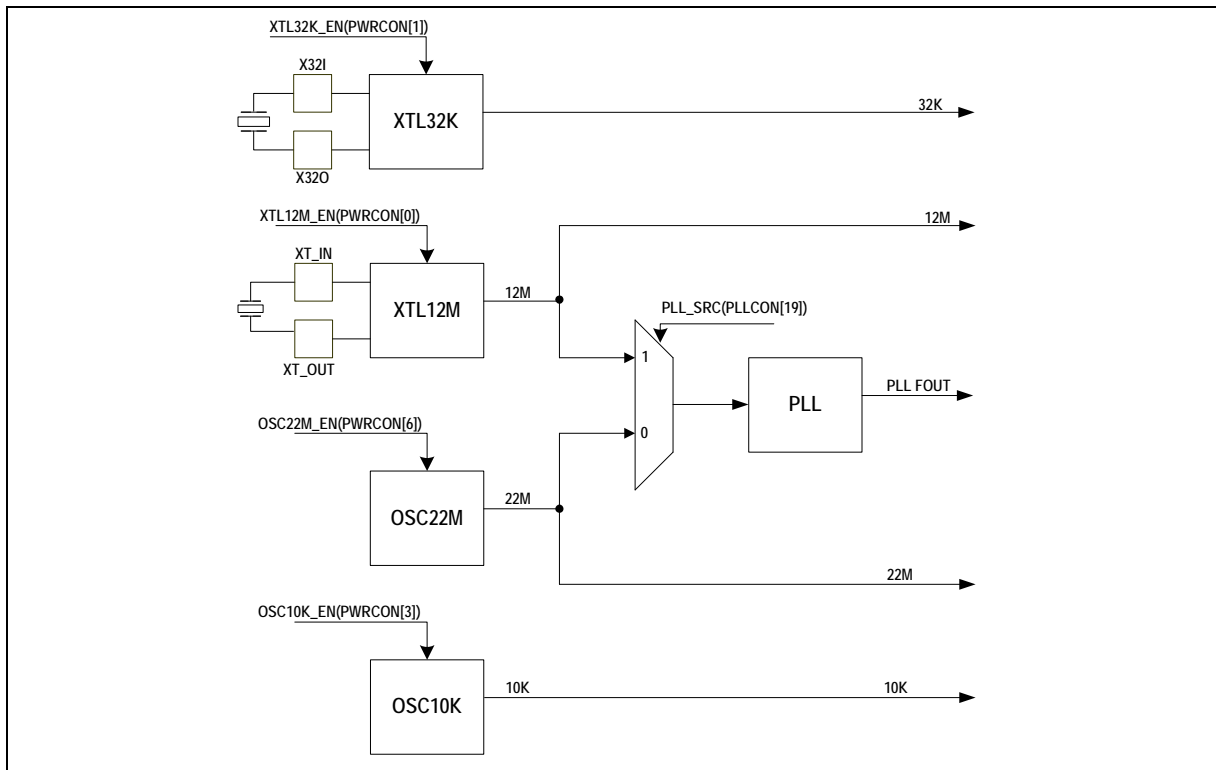 XTL32K_EN(PWRCON[1])
X32I
XTL32K
32K
X32O
XTL12M_EN(PWRCON[0])
12M
XT_IN
XTL12M
12M
PLL_SRC(PLLCON[19])
XT_OUT
1
PLL
PLL FOUT
OSC22M_EN(PWRCON[6])
0
OSC22M
22M
22M
OSC10K_EN(PWRCON[3])
OSC10K
10K
10K